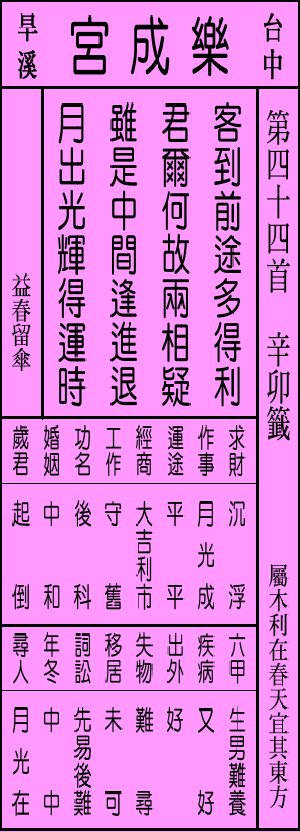 台中
樂成宮
旱溪
第四十四首 辛卯籤
屬木利在春天宜其東方
客到前途多得利
君爾何故兩相疑
雖是中間逢進退
月出光輝得運時
益春留傘
求財 沉浮
作事 月光成
運途 平平
經商 大吉利市
工作 守舊
功名 後科
婚姻 中和
歲君 起倒
六甲 生男難養
疾病 又好
出外 好
失物 難尋
移居 未可
詞訟 先易後難
年冬 中中
尋人 月光在